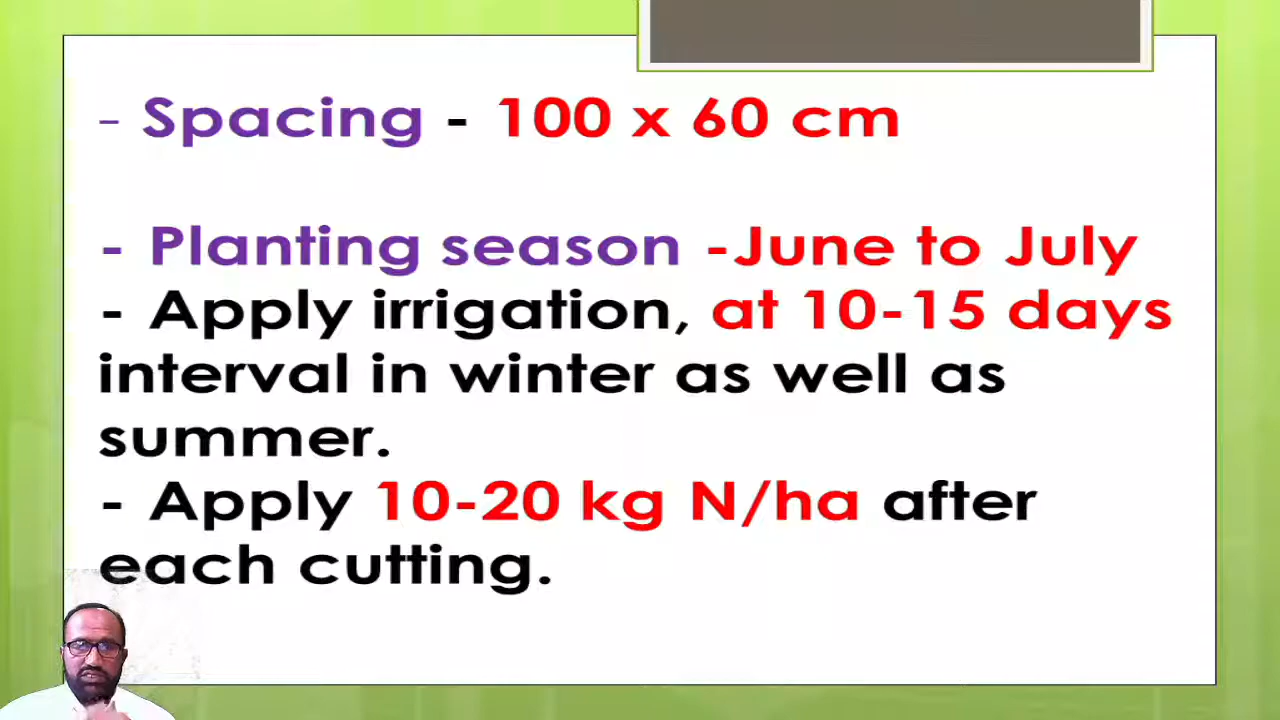 - Spacing - 100 x 60 cm
- Planting season -June to July
- Apply irrigation, at 10-15 days
interval in winter as well as
summer.
- Apply 10-20 kg N/ha after
each cutting.